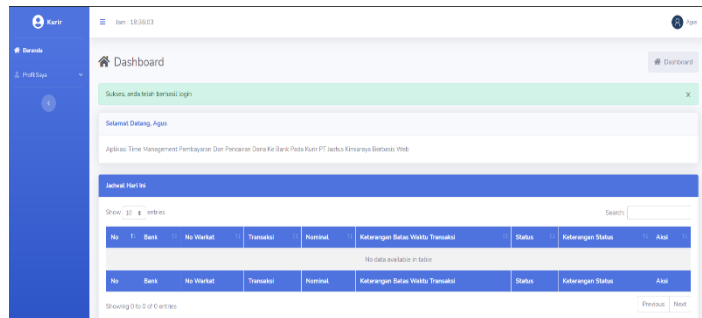 Kurir
Jam : 18:36:03
Agus
Beranda
Profil Saya
Dashboard
Dashboard
Sukses, anda telah berhasil login
X
Selamat Datang, Agus
Aplikasi Time Management Pembayaran Dan Pencairan Dana Ke Bank Pada Kurir PT Berbasis Web
Jadwal Hari Ini
Show 10 entries
Search:
No Bank No Warkat Transaksi Nominal Keterangan Batas Waktu Transaksi Status Keterangan Status Aksi
No data available in table
No Bank No Warkat Transaksi Nominal Keterangan Batas Waktu Transaksi Status Keterangan Status Aksi
Showing 0 to 0 of 0 entries
Previous Next